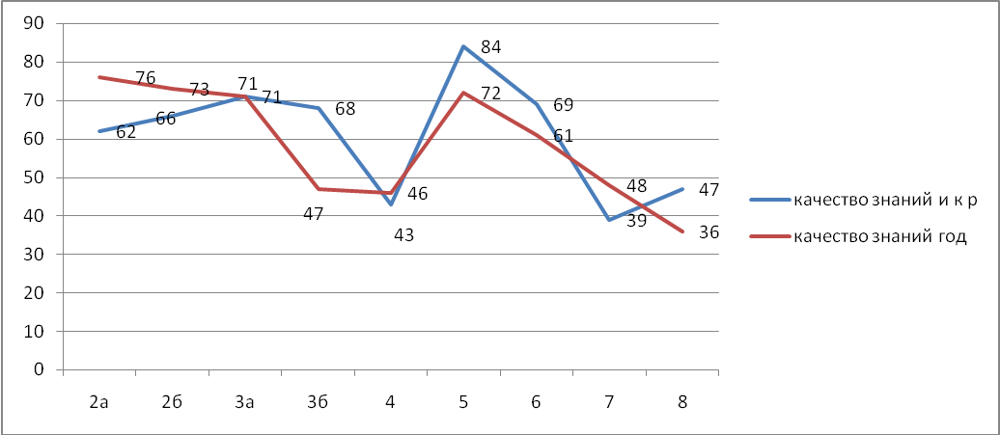 90
80
70
60
50
40
30
20
10
0
76 73 71 71 68 84 72 69 61 48 47
62 66 47 46 43 39 36
2а 2б 3а 3б 4 5 6 7 8
качество знаний и к р
качество знаний год